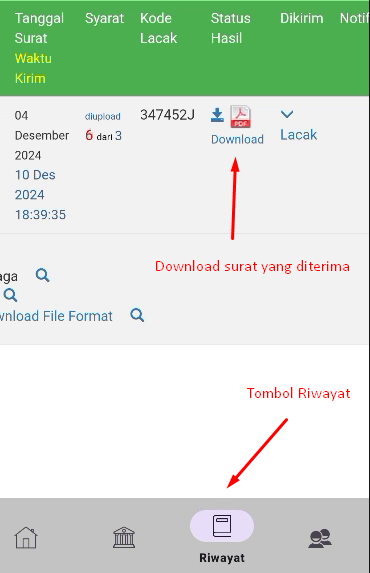 Tanggal Surat Waktu Kirim
Syarat
Kode Lacak
Status Hasil
Dikirim
Notif
04 Desember 2024
10 Des 2024 18:39:35
diupload
6 dari 3
347452J
PDF
Download
Lacak
Download surat yang diterima
aga
wnload File Format
Tombol Riwayat
Riwayat